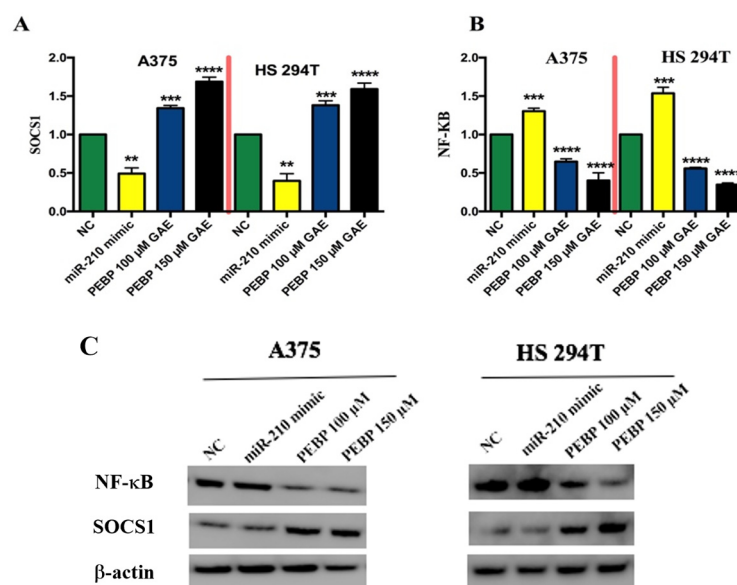 A
B
A375
HS 294T
SOCS1
2.0
1.5
1.0
0.5
0.0
**
***
****
**
***
****
NC
miR-210 mimic
PEBP 100 µM GAE
PEBP 150 µM GAE
NC
miR-210 mimic
PEBP 100 µM GAE
PEBP 150 µM GAE
A375
HS 294T
NF-KB
2.0
1.5
1.0
0.5
0.0
***
****
****
***
****
****
NC
miR-210 mimic
PEBP 100 µM GAE
PEBP 150 µM GAE
NC
miR-210 mimic
PEBP 100 µM GAE
PEBP 150 µM GAE
C
A375
HS 294T
NC
miR-210 mimic
PEBP 100 µM
PEBP 150 µM
NC
miR-210 mimic
PEBP 100 µM
PEBP 150 µM
NF-κB
SOCS1
β-actin